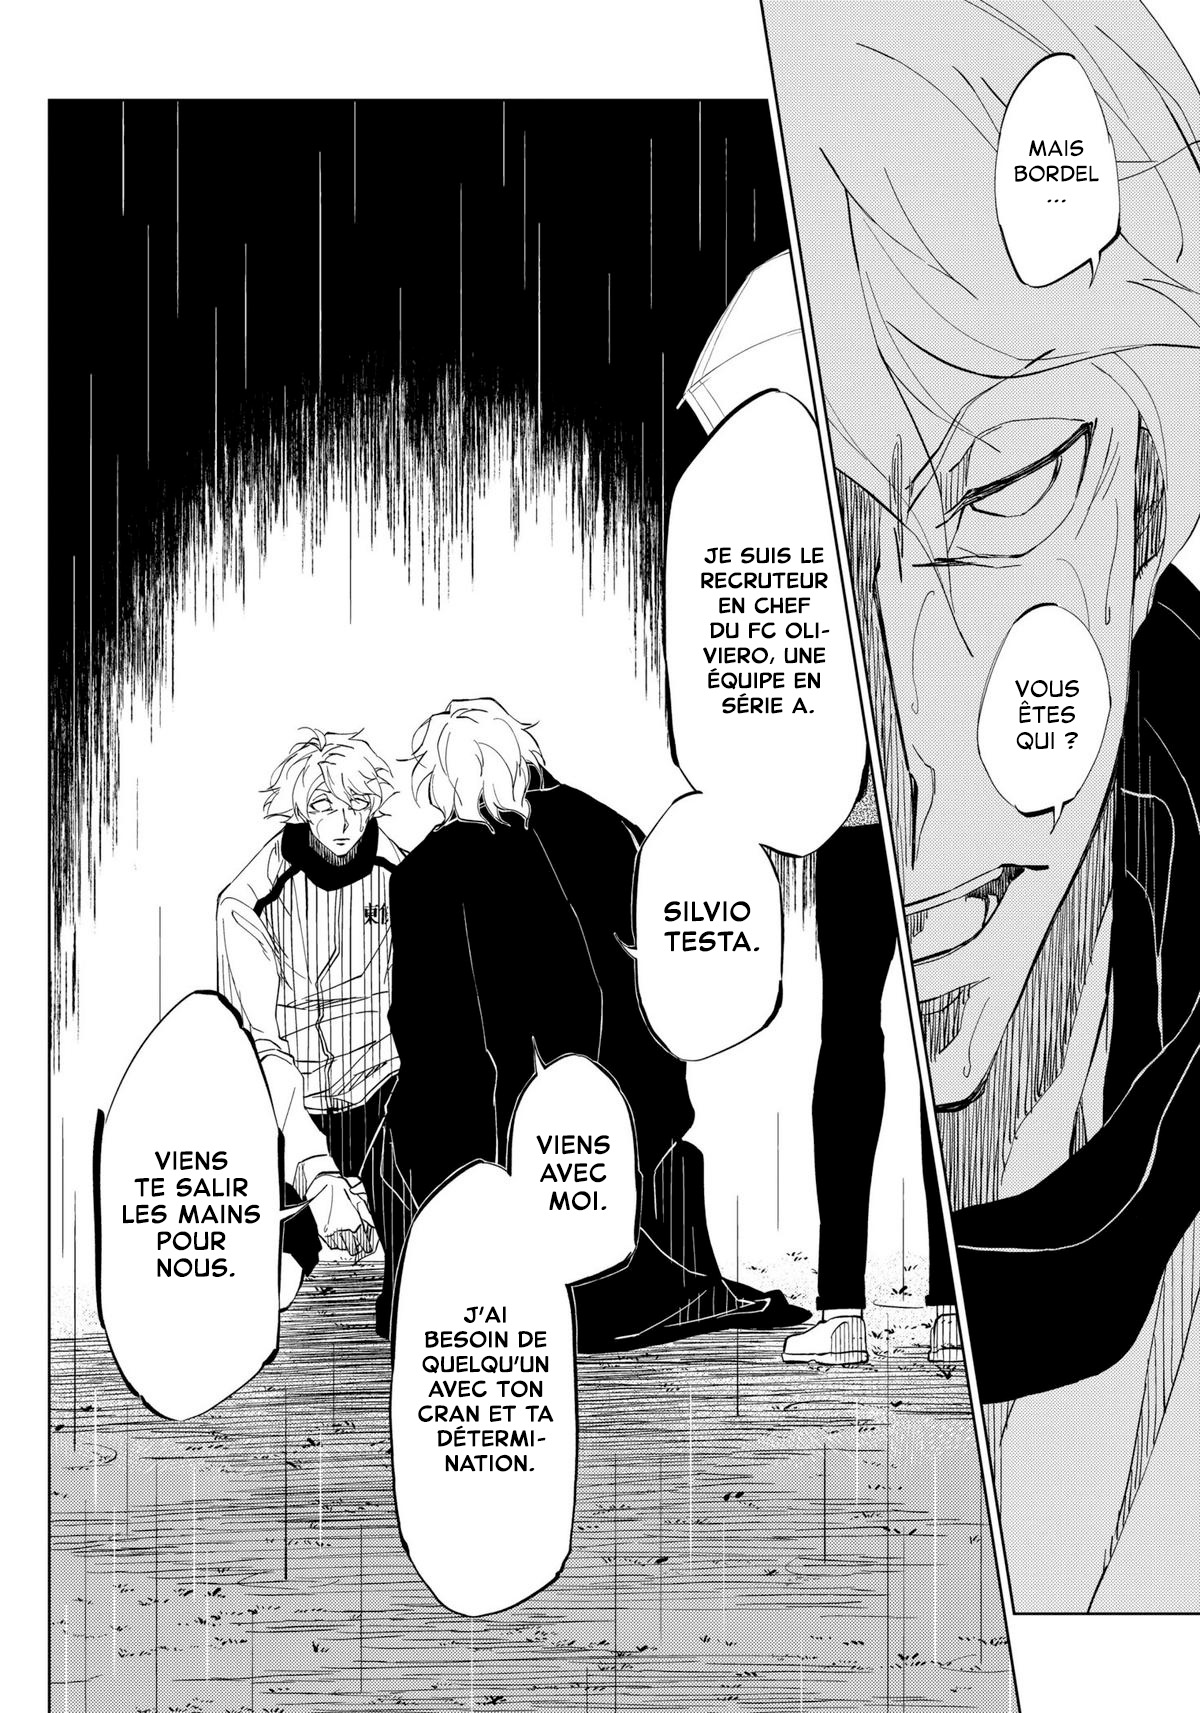 MAIS
BORDEL
...
VOUS
ÊTES
QUI ?
JE SUIS LE
RECRUTEUR
EN CHEF
DU FC OLI-
VIERO, UNE
ÉQUIPE EN
SÉRIE A.
SILVIO
TESTA.
VIENS
AVEC
MOI.
J'AI
BESOIN DE
QUELQU'UN
AVEC TON
CRAN ET TA
DÉTERMI-
NATION.
VIENS
TE SALIR
LES MAINS
POUR
NOUS.